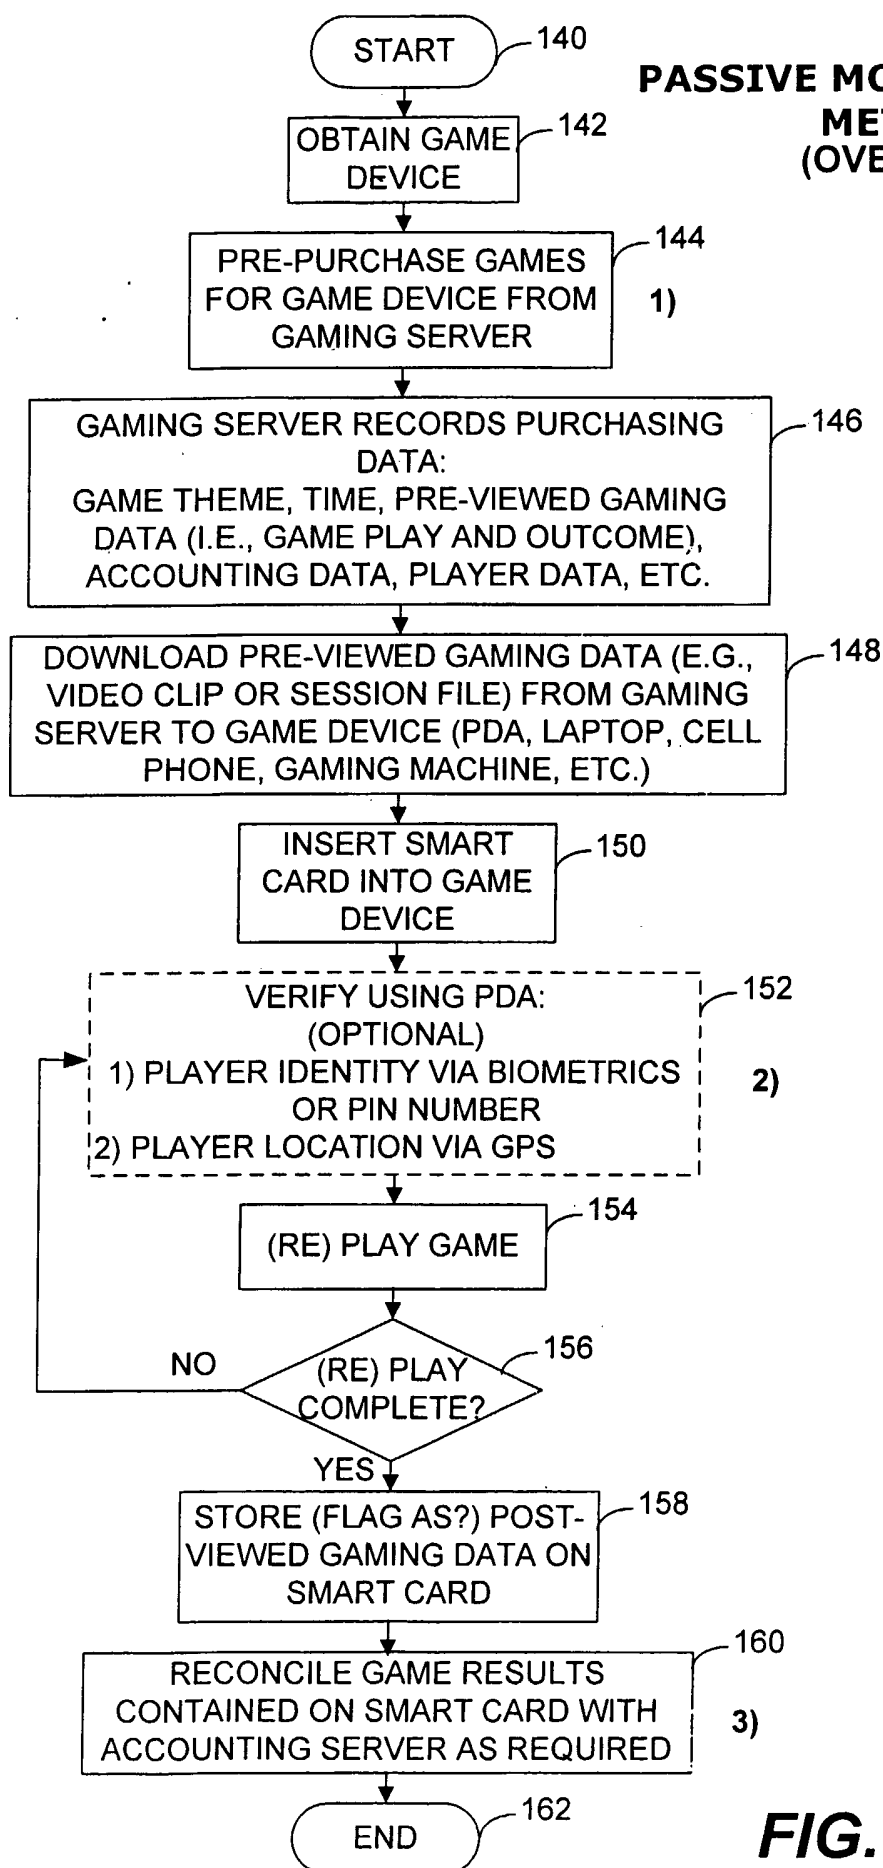 START
140
PASSIVE
(OVE
142
OBTAIN GAME
DEVICE
144
PRE-PURCHASE GAMES
FOR GAME DEVICE FROM
GAMING SERVER
1)
146
GAMING SERVER RECORDS PURCHASING
DATA:
GAME THEME, TIME, PRE-VIEWED GAMING
DATA (I.E., GAME PLAY AND OUTCOME),
ACCOUNTING DATA, PLAYER DATA, ETC.
148
DOWNLOAD PRE-VIEWED GAMING DATA (E.G.,
VIDEO CLIP OR SESSION FILE) FROM GAMING
SERVER TO GAME DEVICE (PDA, LAPTOP, CELL
PHONE, GAMING MACHINE, ETC.)
150
INSERT SMART
CARD INTO GAME
DEVICE
152
VERIFY USING PDA:
(OPTIONAL)
1) PLAYER IDENTITY VIA BIOMETRICS
OR PIN NUMBER
2) PLAYER LOCATION VIA GPS
2)
154
(RE) PLAY GAME
156
NO
(RE) PLAY
COMPLETE?
YES
158
STORE (FLAG AS?) POST-
VIEWED GAMING DATA ON
SMART CARD
160
RECONCILE GAME RESULTS
CONTAINED ON SMART CARD WITH
ACCOUNTING SERVER AS REQUIRED
3)
162
END
FIG.